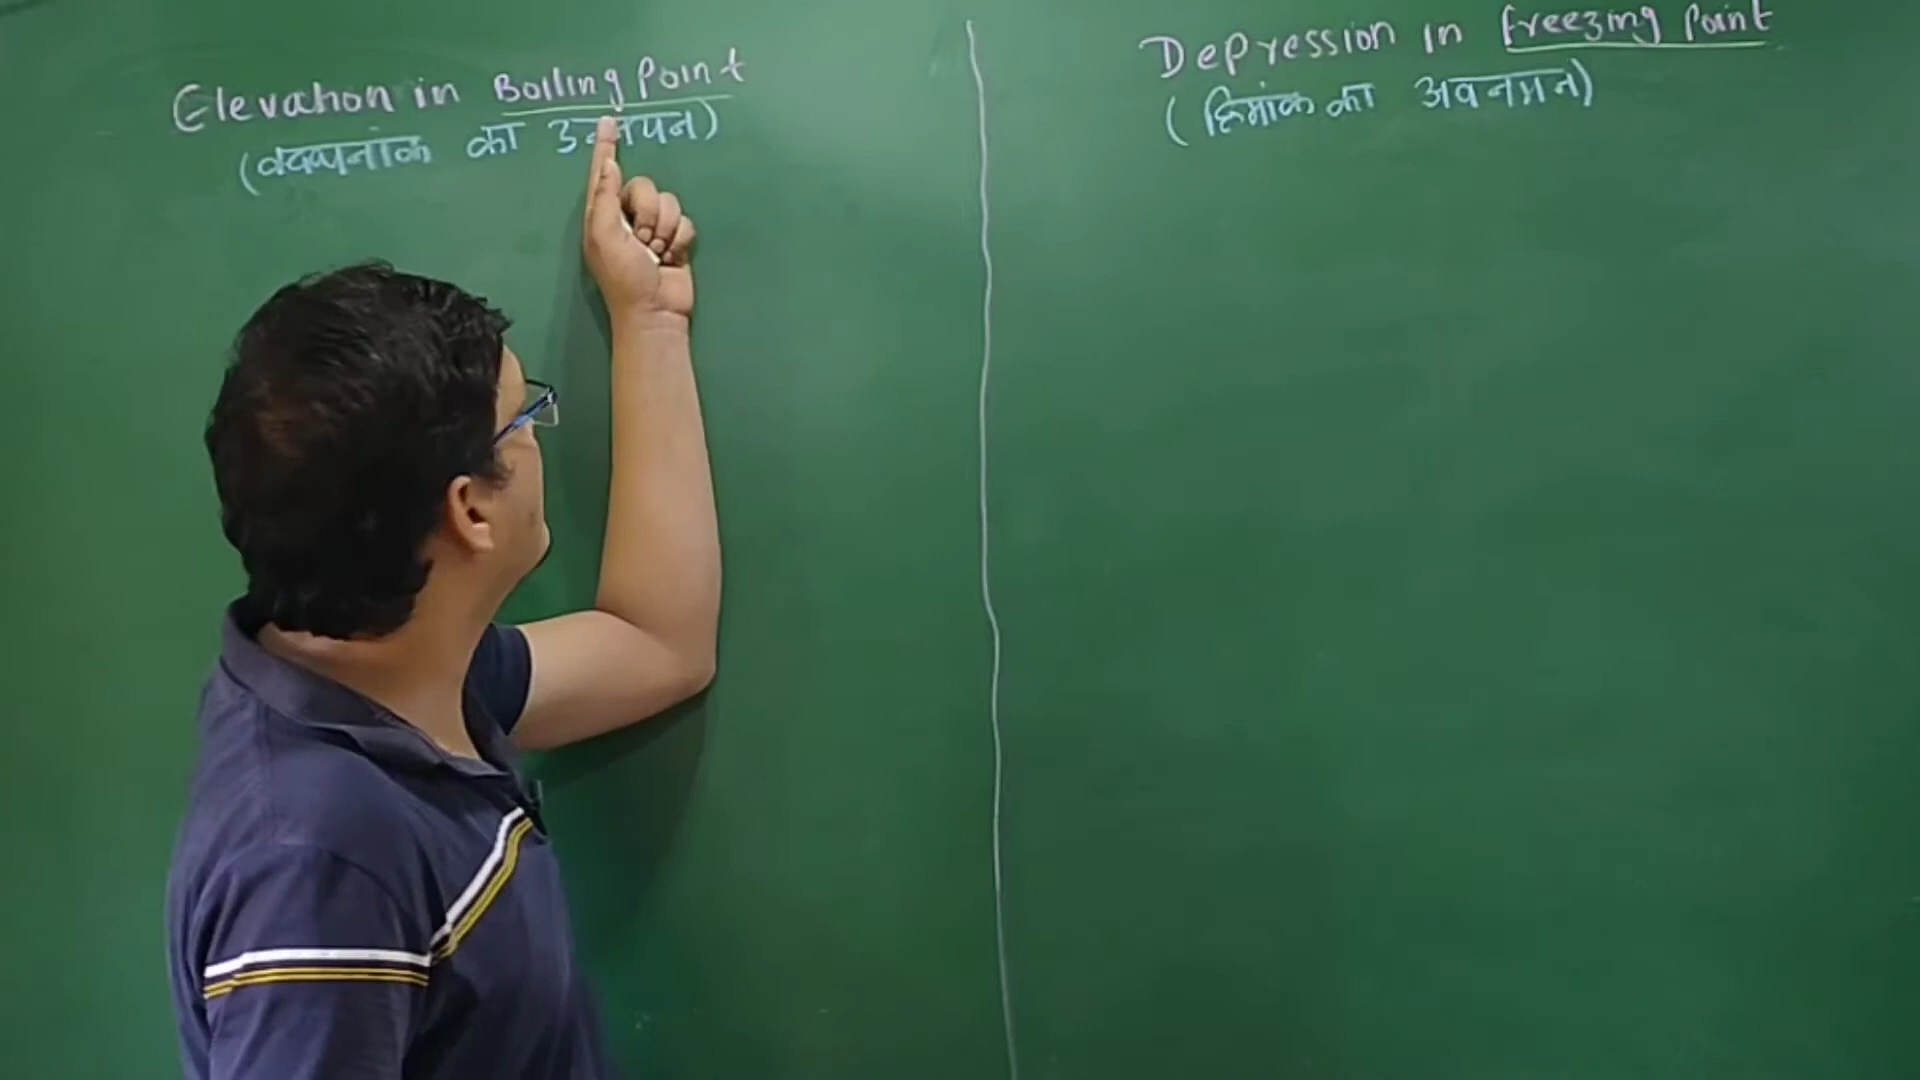 Elevation in Boiling Point
(क्वथनांक का उन्नयन)
Depression in Freezing Point
(हिमांक का अवनमन)